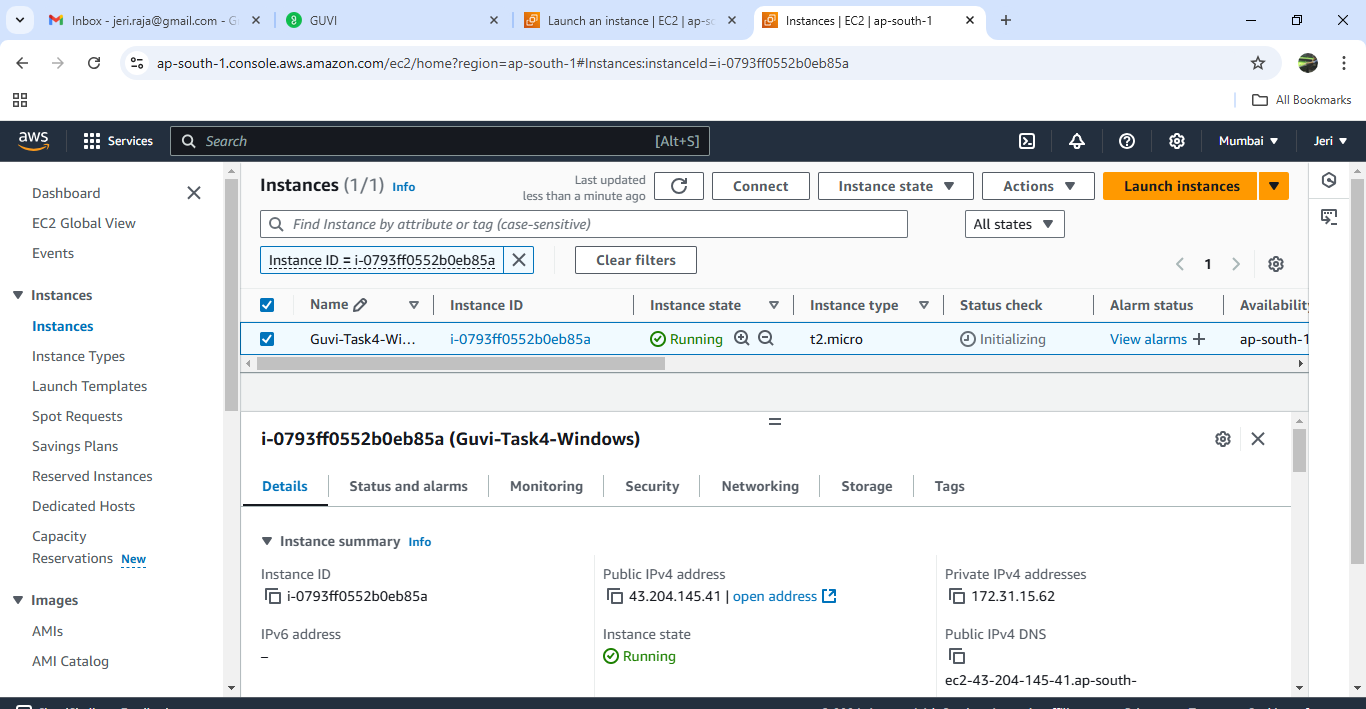 Inbox - jeri.raja@gmail.com - G
GUVI
Launch an instance | EC2 | ap-s
Instances | EC2 | ap-south-1
ap-south-1.console.aws.amazon.com/ec2/home?region=ap-south-1#Instances:instanceId=i-0793ff0552b0eb85a
All Bookmarks
aws
Services
Search
[Alt+S]
Mumbai
Jeri
Dashboard
EC2 Global View
Events
Instances
Instances
Instance Types
Launch Templates
Spot Requests
Savings Plans
Reserved Instances
Dedicated Hosts
Capacity
Reservations New
Images
AMIs
AMI Catalog
Instances (1/1) Info
Last updated
less than a minute ago
Connect
Instance state
Actions
Launch instances
Find Instance by attribute or tag (case-sensitive)
All states
Instance ID = i-0793ff0552b0eb85a
Clear filters
1
Name
Instance ID
Instance state
Instance type
Status check
Alarm status
Availability
Guvi-Task4-Wi...
i-0793ff0552b0eb85a
Running
t2.micro
Initializing
View alarms
ap-south-1
i-0793ff0552b0eb85a (Guvi-Task4-Windows)
Details
Status and alarms
Monitoring
Security
Networking
Storage
Tags
Instance summary Info
Instance ID
i-0793ff0552b0eb85a
Public IPv4 address
43.204.145.41 | open address
Private IPv4 addresses
172.31.15.62
IPv6 address
–
Instance state
Running
Public IPv4 DNS
ec2-43-204-145-41.ap-south-